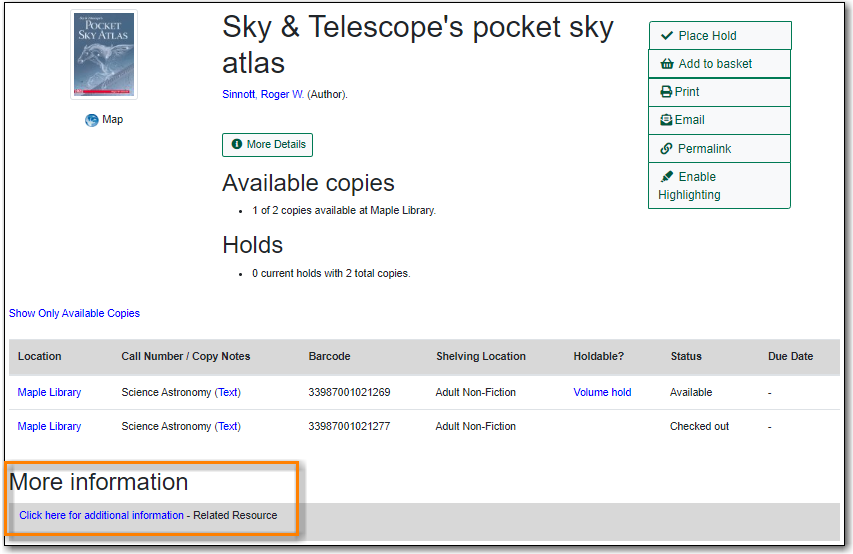 Sky & Telescope's
POCKET
SKY ATLAS
Map
Sky & Telescope's pocket sky
atlas
Sinnott, Roger W. (Author).
More Details
Available copies
• 1 of 2 copies available at Maple Library.
Holds
• 0 current holds with 2 total copies.
Place Hold
Add to basket
Print
Email
Permalink
Enable
Highlighting
Show Only Available Copies
Location Call Number / Copy Notes Barcode Shelving Location Holdable? Status Due Date
Maple Library Science Astronomy (Text) 33987001021269 Adult Non-Fiction Volume hold Available -
Maple Library Science Astronomy (Text) 33987001021277 Adult Non-Fiction Checked out -
More information
Click here for additional information - Related Resource